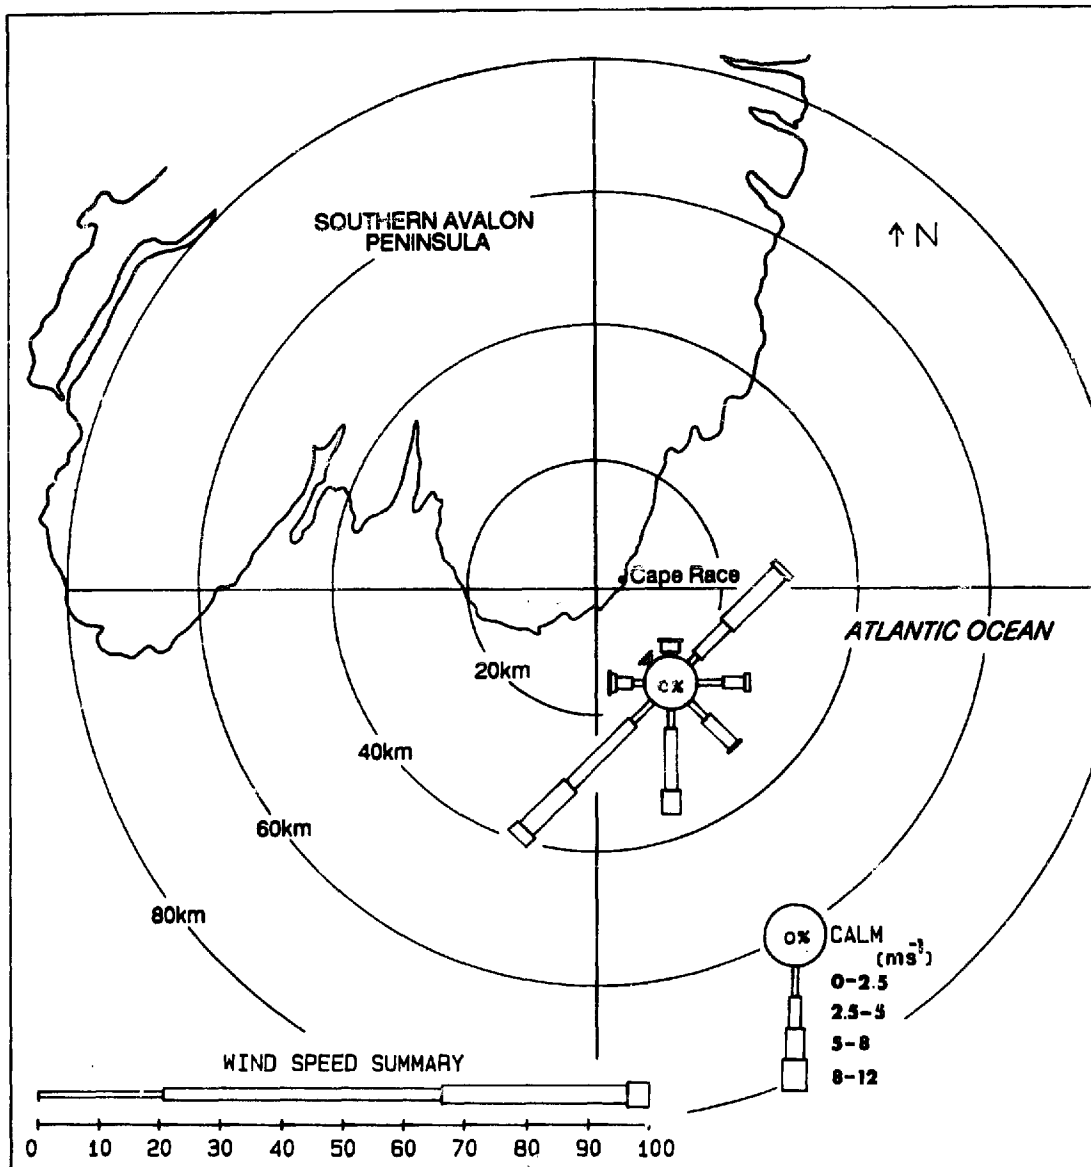 SOUTHERN AVALON
PENINSULA
↑ N
Cape Race
ATLANTIC OCEAN
0%
20km
40km
60km
80km
0% CALM
(ms⁻¹)
0-2.5
2.5-5
5-8
8-12
WIND SPEED SUMMARY
0 10 20 30 40 50 60 70 80 90 100